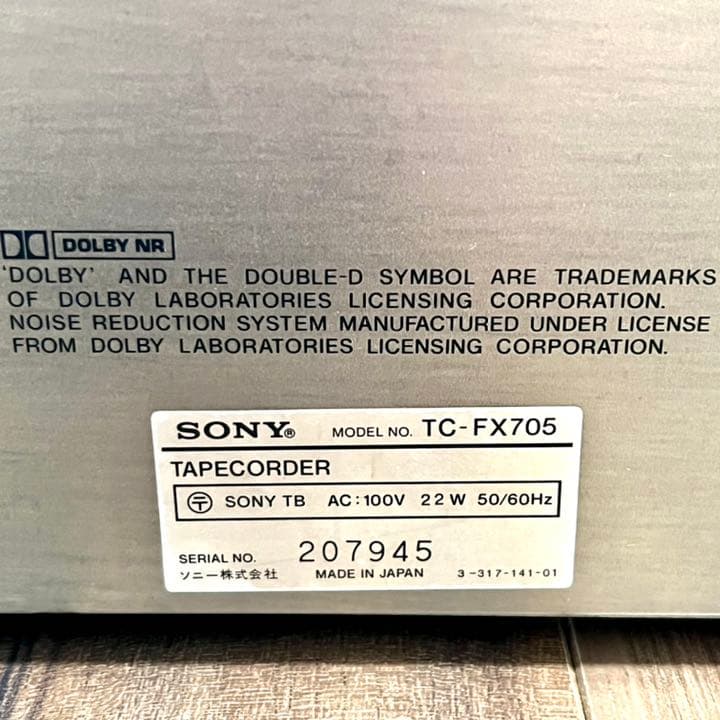 DOLBY NR
'DOLBY' AND THE DOUBLE-D SYMBOL ARE TRADEMARKS
OF DOLBY LABORATORIES LICENSING CORPORATION.
NOISE REDUCTION SYSTEM MANUFACTURED UNDER LICENSE
FROM DOLBY LABORATORIES LICENSING CORPORATION.
SONY® MODEL NO. TC-FX705
TAPECORDER
〶 SONY TB AC:100V 22W 50/60Hz
SERIAL NO. 207945
ソニー株式会社 MADE IN JAPAN 3-317-141-01